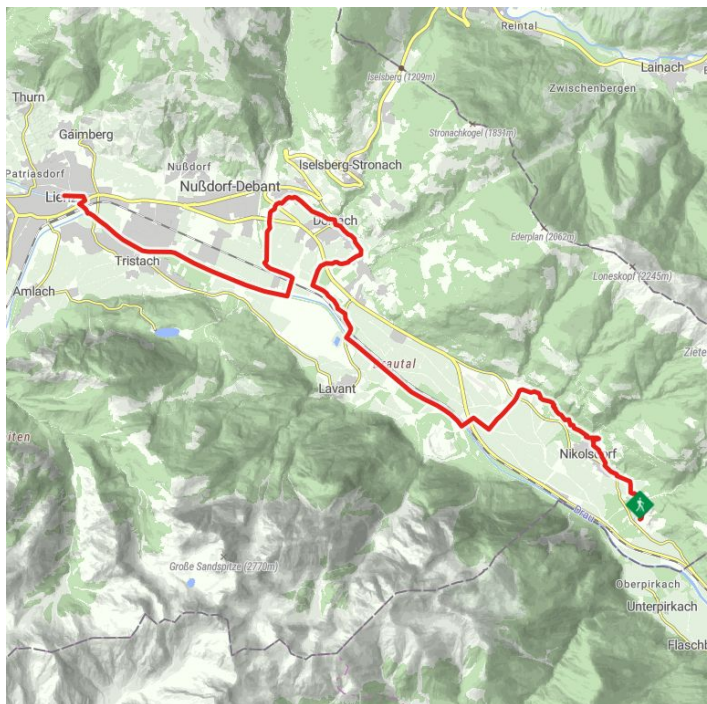 Reintal
Lainach
Iselsberg (1209m)
Zwischenbergen
Thurn
Stronachkogel (1831m)
Gaimberg
Nußdorf
Iselsberg-Stronach
Patriasdorf
Nußdorf-Debant
Ederplan (2062m)
Tristach
Loneskopf (2245m)
Amlach
Lavant
Nikolsdorf
Drau
Große Sandspitze (2770m)
Oberpirkach
Unterpirkach